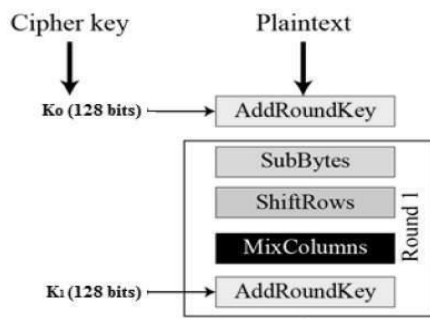 Cipher key Plaintext
K0 (128 bits) AddRoundKey
SubBytes
ShiftRows
MixColumns
K1 (128 bits) AddRoundKey
Round 1